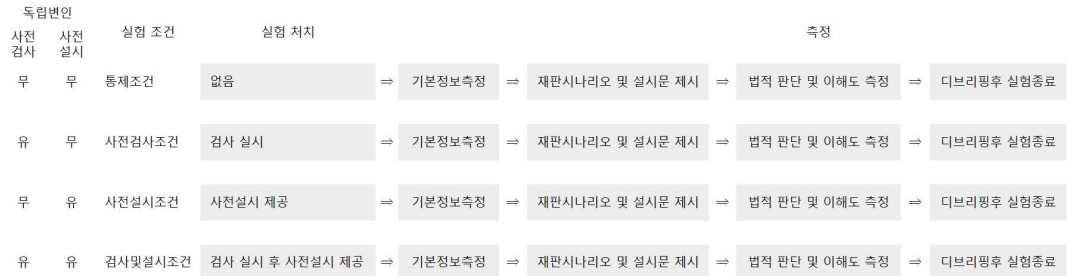 독립변인
사전
검사
사전
설시
실험 조건
실험 처치
측정
무 무 통제조건 없음 ⇒ 기본정보측정 ⇒ 재판시나리오 및 설시문 제시 ⇒ 법적 판단 및 이해도 측정 ⇒ 디브리핑후 실험종료
유 무 사전검사조건 검사 실시 ⇒ 기본정보측정 ⇒ 재판시나리오 및 설시문 제시 ⇒ 법적 판단 및 이해도 측정 ⇒ 디브리핑후 실험종료
무 유 사전설시조건 사전설시 제공 ⇒ 기본정보측정 ⇒ 재판시나리오 및 설시문 제시 ⇒ 법적 판단 및 이해도 측정 ⇒ 디브리핑후 실험종료
유 유 검사및설시조건 검사 실시 후 사전설시 제공 ⇒ 기본정보측정 ⇒ 재판시나리오 및 설시문 제시 ⇒ 법적 판단 및 이해도 측정 ⇒ 디브리핑후 실험종료